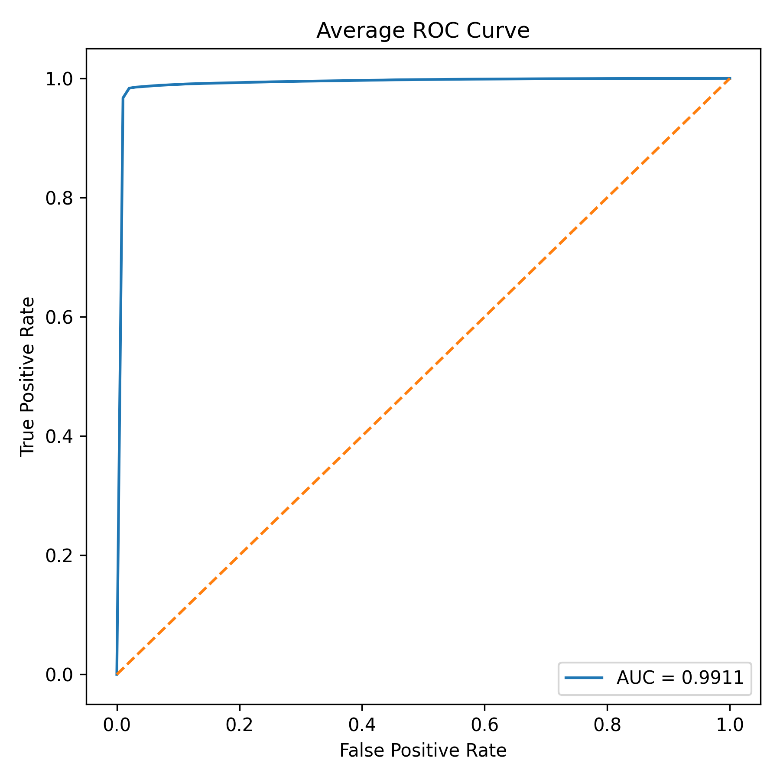 Average ROC Curve
True Positive Rate
1.0
0.8
0.6
0.4
0.2
0.0
AUC = 0.9911
0.0 0.2 0.4 0.6 0.8 1.0
False Positive Rate